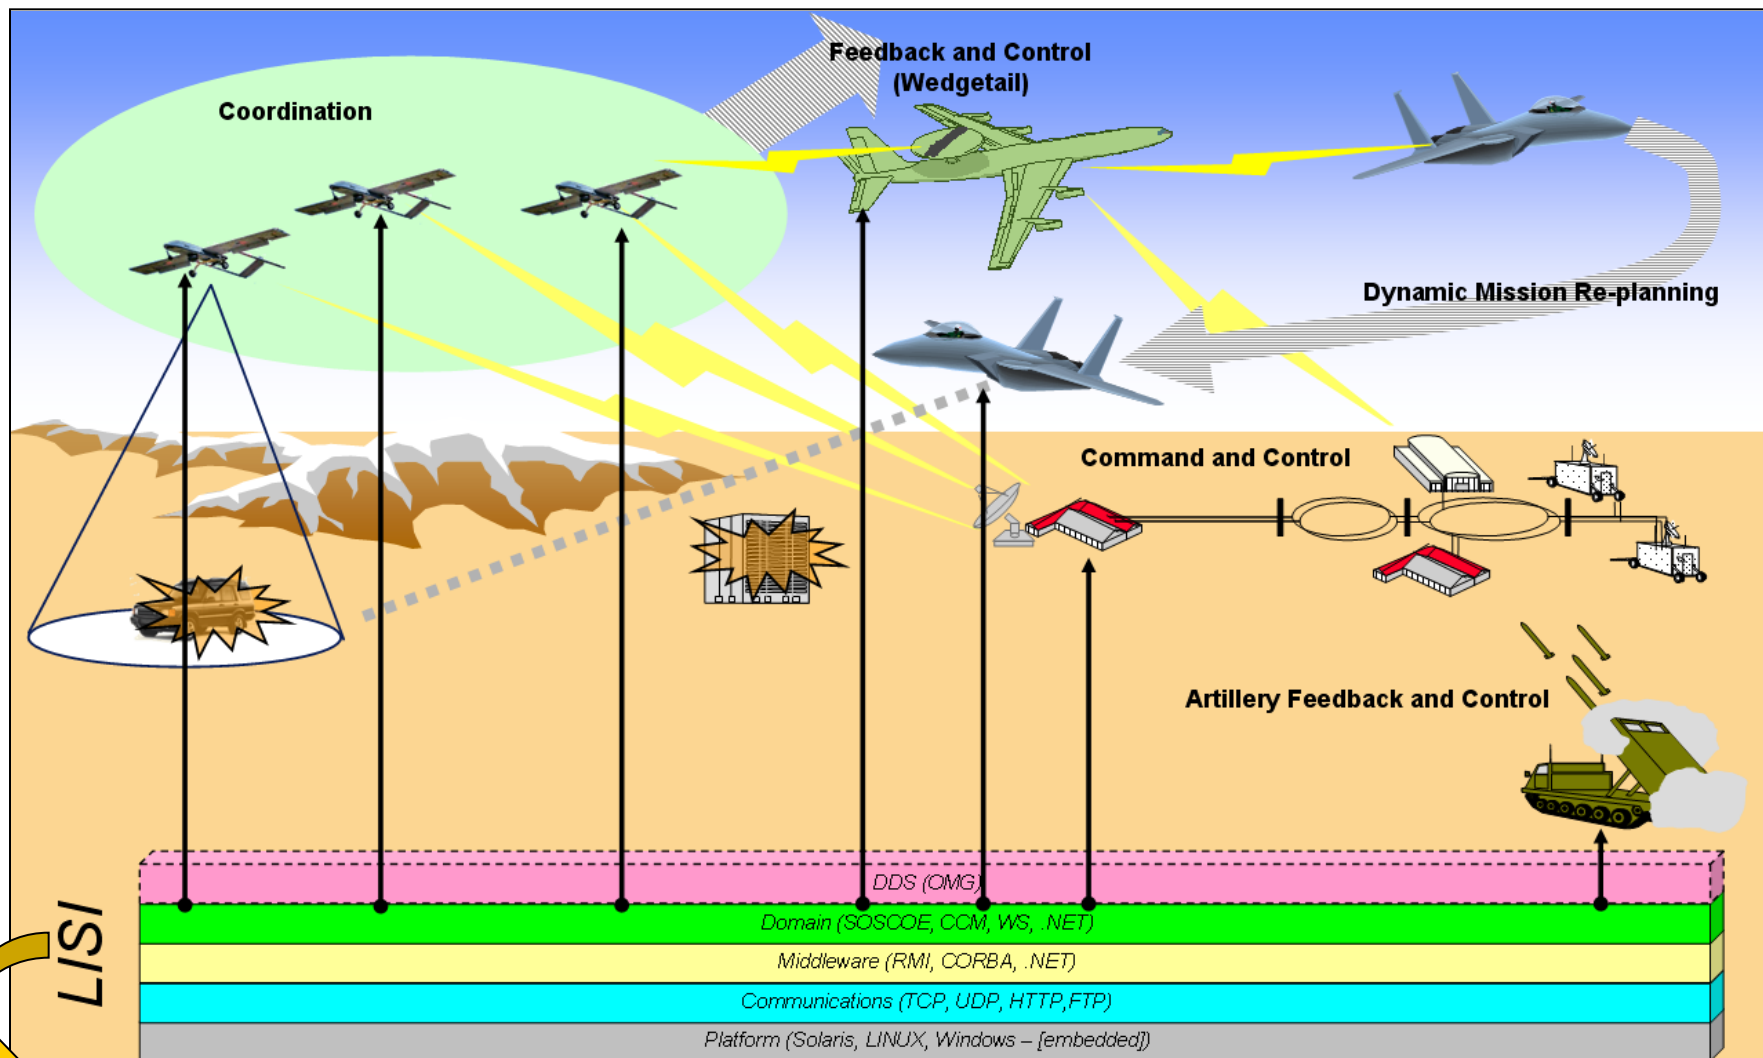 Feedback and Control
(Wedgetail)
Coordination
Dynamic Mission Re-planning
Command and Control
Artillery Feedback and Control
LISI
DDS (OMG)
Domain (SOSCOE, CCM, WS, .NET)
Middleware (RMI, CORBA, .NET)
Communications (TCP, UDP, HTTP,FTP)
Platform (Solaris, LINUX, Windows – [embedded])